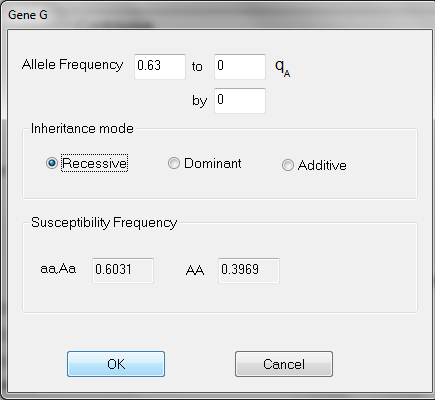 Gene G
Allele Frequency 0.63 to 0 qA
by 0
Inheritance mode
Recessive Dominant Additive
Susceptibility Frequency
aa,Aa 0.6031 AA 0.3969
OK Cancel